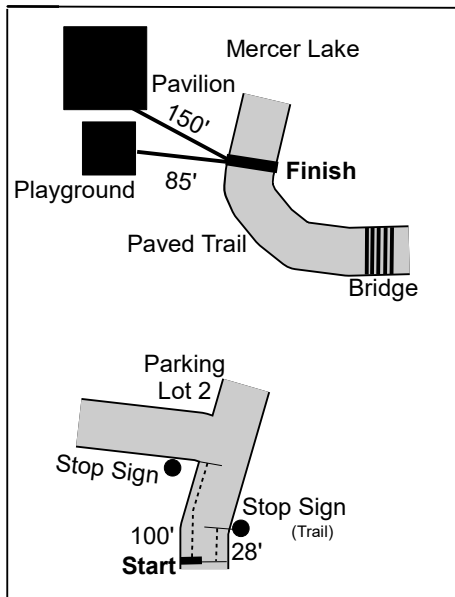 Mercer Lake
Pavilion
150'
Finish
85'
Playground
Paved Trail
Bridge
Parking
Lot 2
Stop Sign
Stop Sign
(Trail)
100'
28'
Start